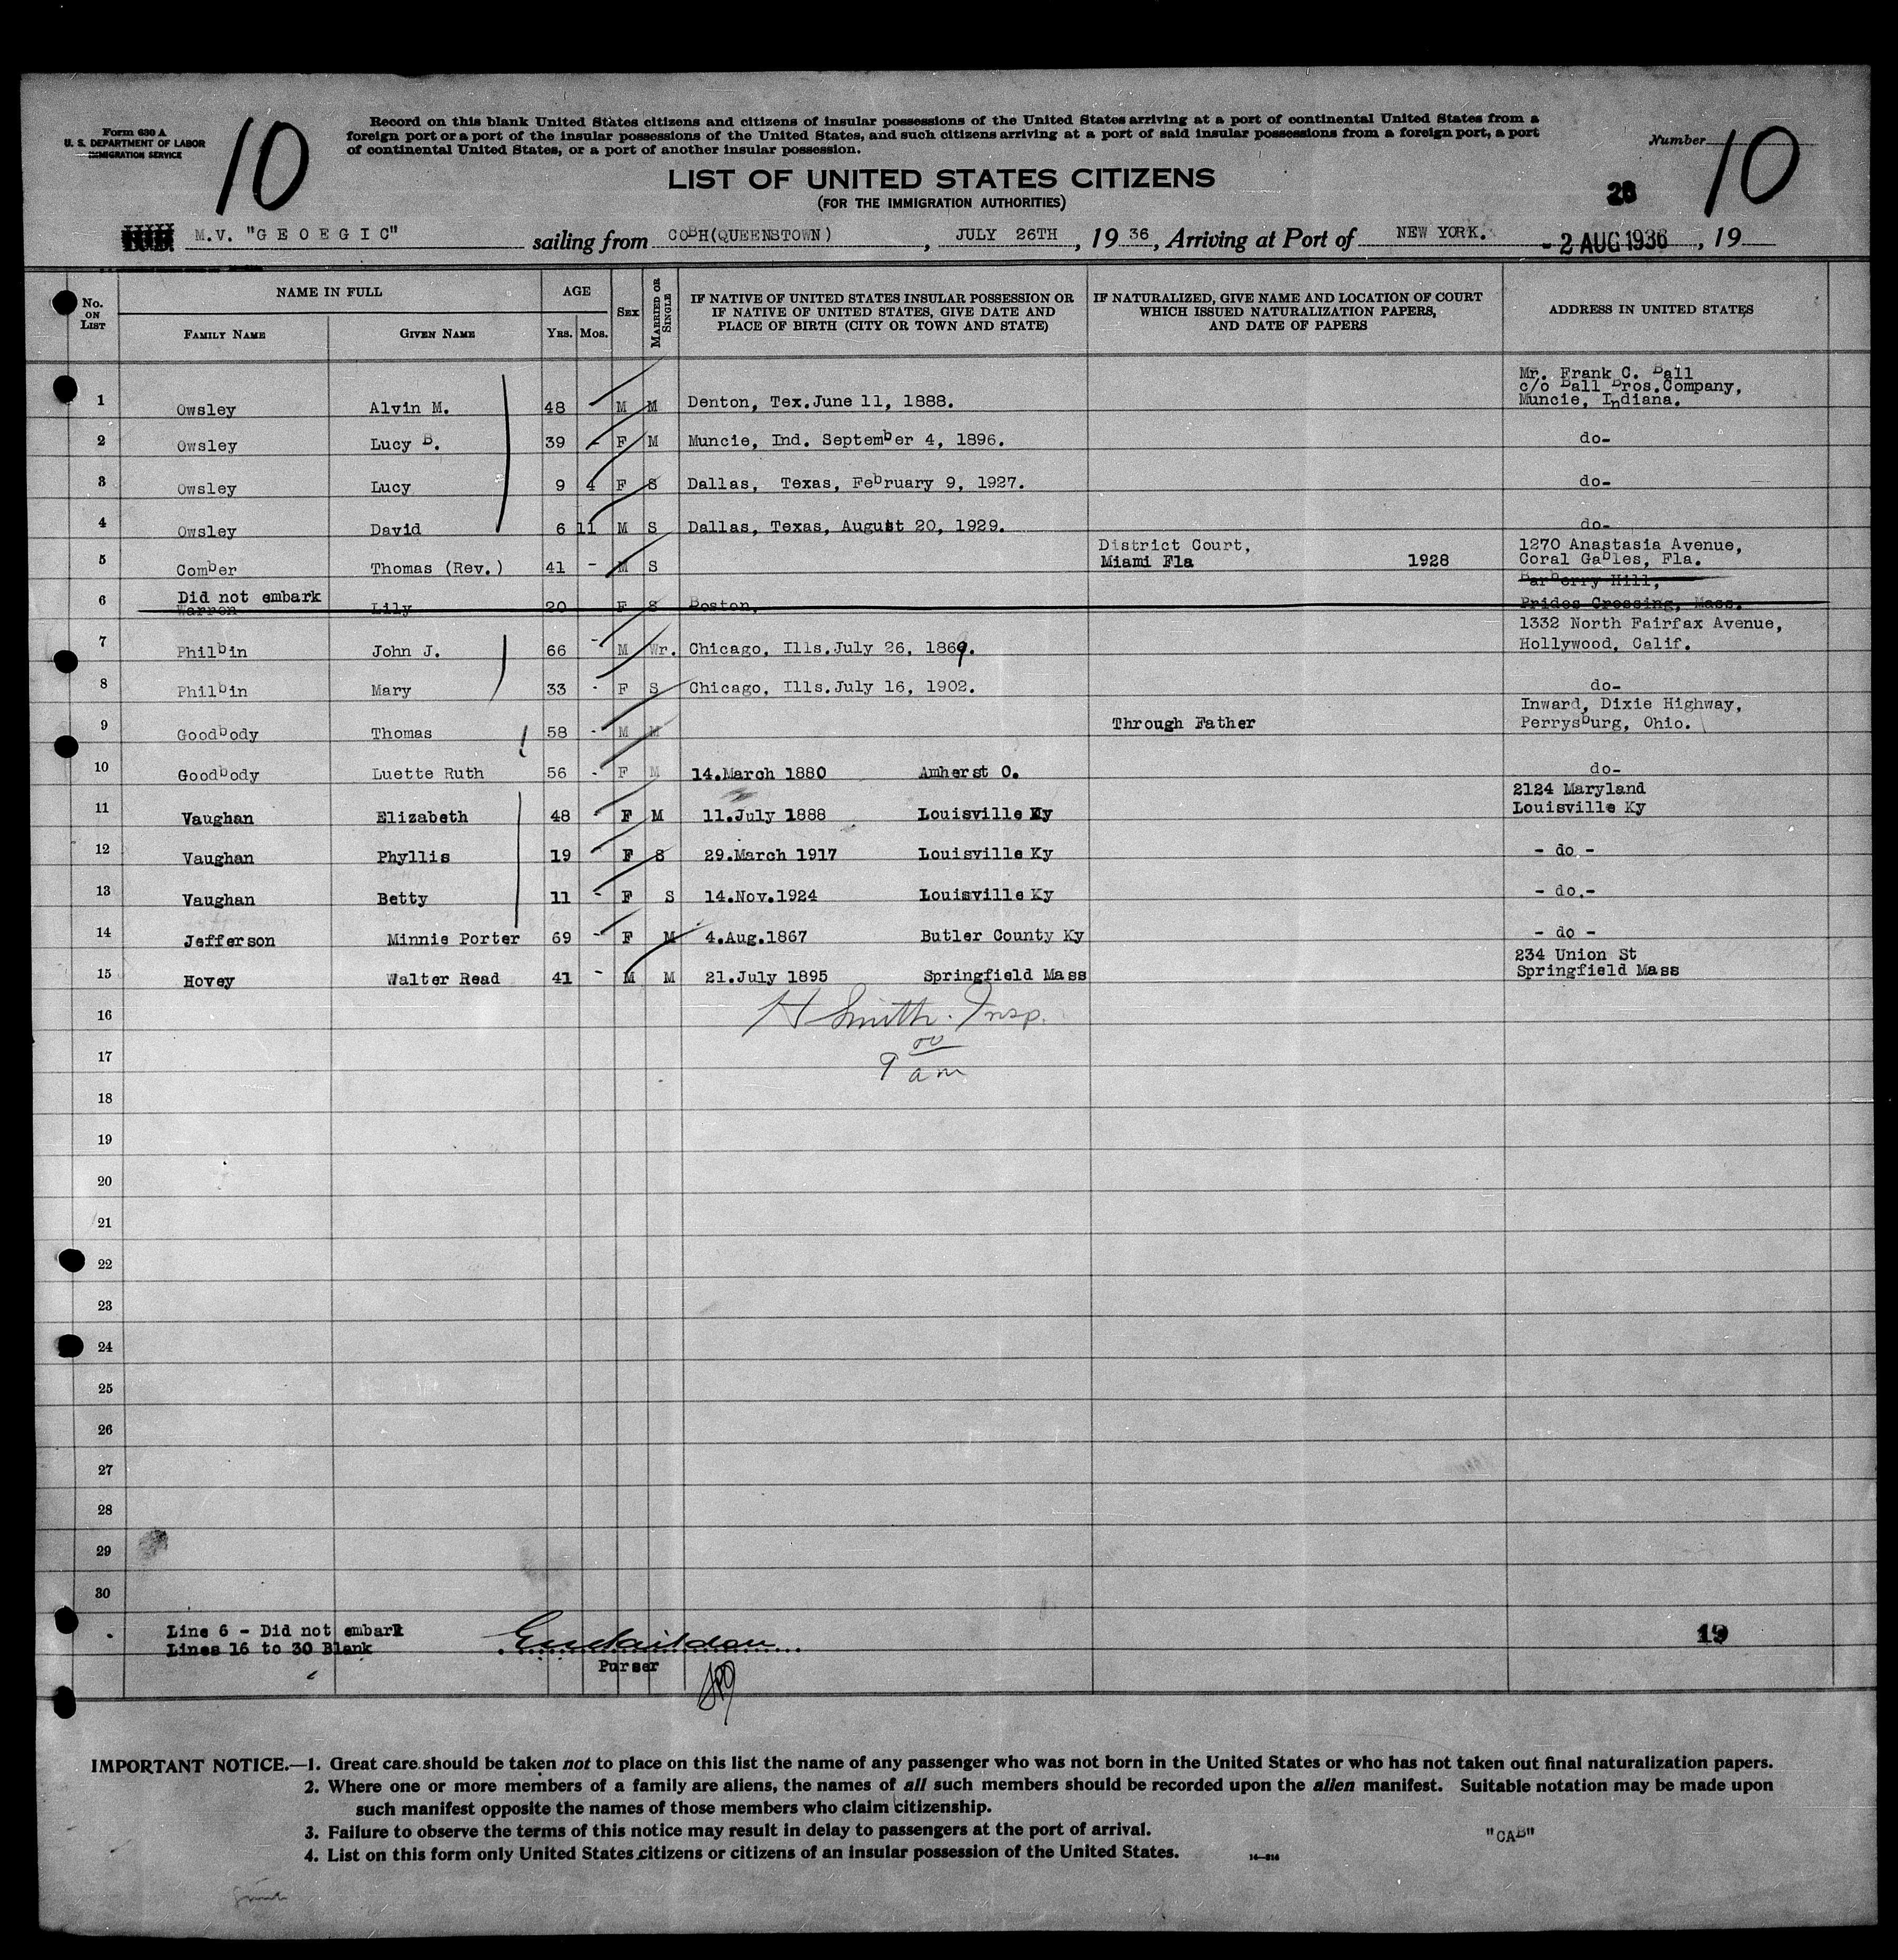 Form 630 A
U. S. DEPARTMENT OF LABOR
IMMIGRATION SERVICE
10
Record on this blank United States citizens and citizens of insular possessions of the United States arriving at a port of continental United States from a
foreign port or a port of the insular possessions of the United States, and such citizens arriving at a port of said insular possessions from a foreign port, a port
of continental United States, or a port of another insular possession.
Number 10
LIST OF UNITED STATES CITIZENS
(FOR THE IMMIGRATION AUTHORITIES)
28
M.V. "G E O E G I C" sailing from COBH(QUEENSTOWN), JULY 26TH, 1936, Arriving at Port of NEW YORK. - 2 AUG 1936, 19
No. ON LIST
NAME IN FULL
FAMILY NAME GIVEN NAME
AGE
YRS. MOS.
SEX
MARRIED OR SINGLE
IF NATIVE OF UNITED STATES INSULAR POSSESSION OR
IF NATIVE OF UNITED STATES, GIVE DATE AND
PLACE OF BIRTH (CITY OR TOWN AND STATE)
IF NATURALIZED, GIVE NAME AND LOCATION OF COURT
WHICH ISSUED NATURALIZATION PAPERS,
AND DATE OF PAPERS
ADDRESS IN UNITED STATES
Mr. Frank C. Ball
c/o Ball Bros.Company,
1 Owsley Alvin M. 48 M M Denton, Tex.June 11, 1888. Muncie, Indiana.
2 Owsley Lucy B. 39 - F M Muncie, Ind. September 4, 1896. do-
3 Owsley Lucy 9 4 F S Dallas, Texas, February 9, 1927. do-
4 Owsley David 6 11 M S Dallas, Texas, August 20, 1929. do-
District Court, 1270 Anastasia Avenue,
5 Comber Thomas (Rev.) 41 - M S Miami Fla 1928 Coral Gables, Fla.
Did not embark Barberry Hill,
6 Warren Lily 20 F S Boston, Prides Crossing, Mass.
1332 North Fairfax Avenue,
7 Philbin John J. 66 - M Wr. Chicago, Ills.July 26, 1869. Hollywood, Calif.
8 Philbin Mary 33 - F S Chicago, Ills.July 16, 1902. do-
Inward, Dixie Highway,
9 Goodbody Thomas 58 - M M Through Father Perrysburg, Ohio.
10 Goodbody Luette Ruth 56 - F M 14.March 1880 Amherst O. do-
2124 Maryland
11 Vaughan Elizabeth 48 - F M 11.July 1888 Louisville Ky Louisville Ky
12 Vaughan Phyllis 19 - F S 29.March 1917 Louisville Ky - do -
13 Vaughan Betty 11 - F S 14.Nov.1924 Louisville Ky - do.-
14 Jefferson Minnie Porter 69 - F M 4.Aug.1867 Butler County Ky - do -
234 Union St
15 Hovey Walter Read 41 - M M 21.July 1895 Springfield Mass Springfield Mass
16 H Smith. Insp.
17 9 00 am
18
19
20
21
22
23
24
25
26
27
28
29
30
Line 6 - Did not embark
Lines 16 to 30 Blank
Purser
19
IMPORTANT NOTICE.—1. Great care should be taken not to place on this list the name of any passenger who was not born in the United States or who has not taken out final naturalization papers.
2. Where one or more members of a family are aliens, the names of all such members should be recorded upon the alien manifest. Suitable notation may be made upon
such manifest opposite the names of those members who claim citizenship.
3. Failure to observe the terms of this notice may result in delay to passengers at the port of arrival.
4. List on this form only United States citizens or citizens of an insular possession of the United States.
"CAB"